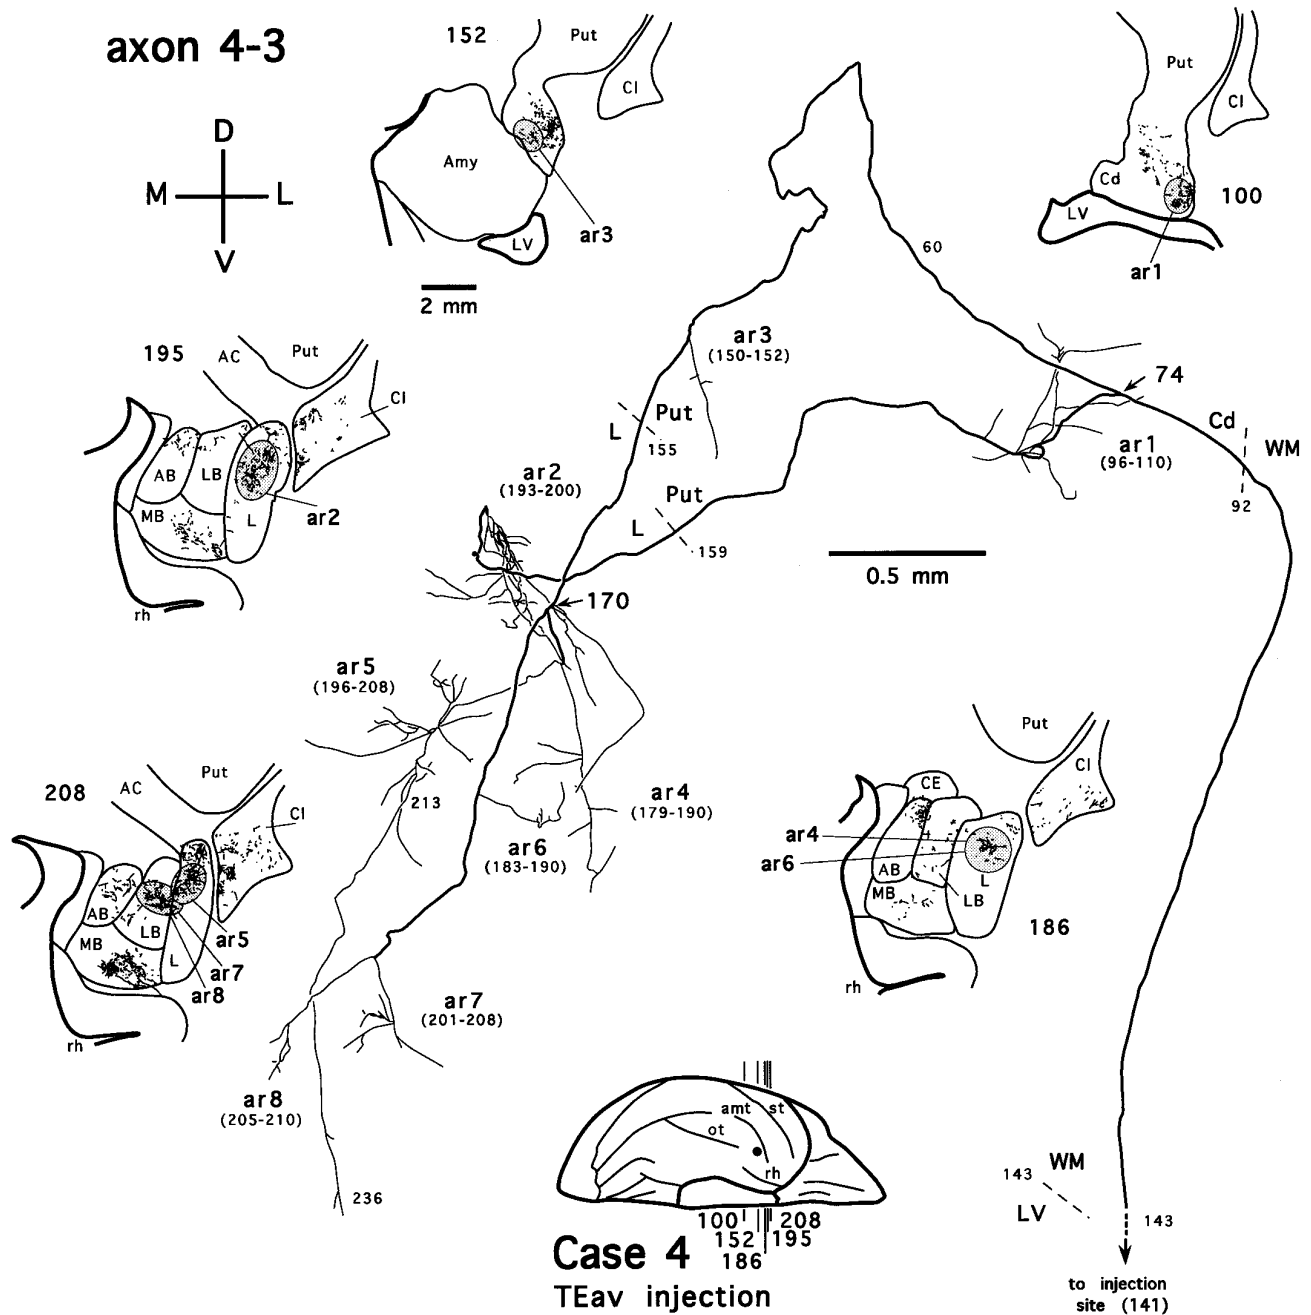 axon 4-3
D
M
L
V
152
Put
Cl
Amy
LV
ar3
2 mm
Put
Cl
Cd
L
100
LV
ar1
60
195
AC
Put
Cl
AB
LB
MB
L
ar2
rh
ar3
(150-152)
74
Put
L
155
Cd
WM
92
ar1
(96-110)
ar2
(193-200)
Put
L
159
0.5 mm
170
ar5
(196-208)
213
ar4
(179-190)
ar6
(183-190)
208
AC
Put
Cl
AB
LB
MB
L
ar5
ar7
ar8
rh
Put
Cl
CE
ar4
ar6
AB
L
MB
LB
186
rh
ar7
(201-208)
ar8
(205-210)
236
amt
st
ot
rh
100
208
152
195
186
Case 4
TEav injection
143
WM
LV
143
to injection
site (141)